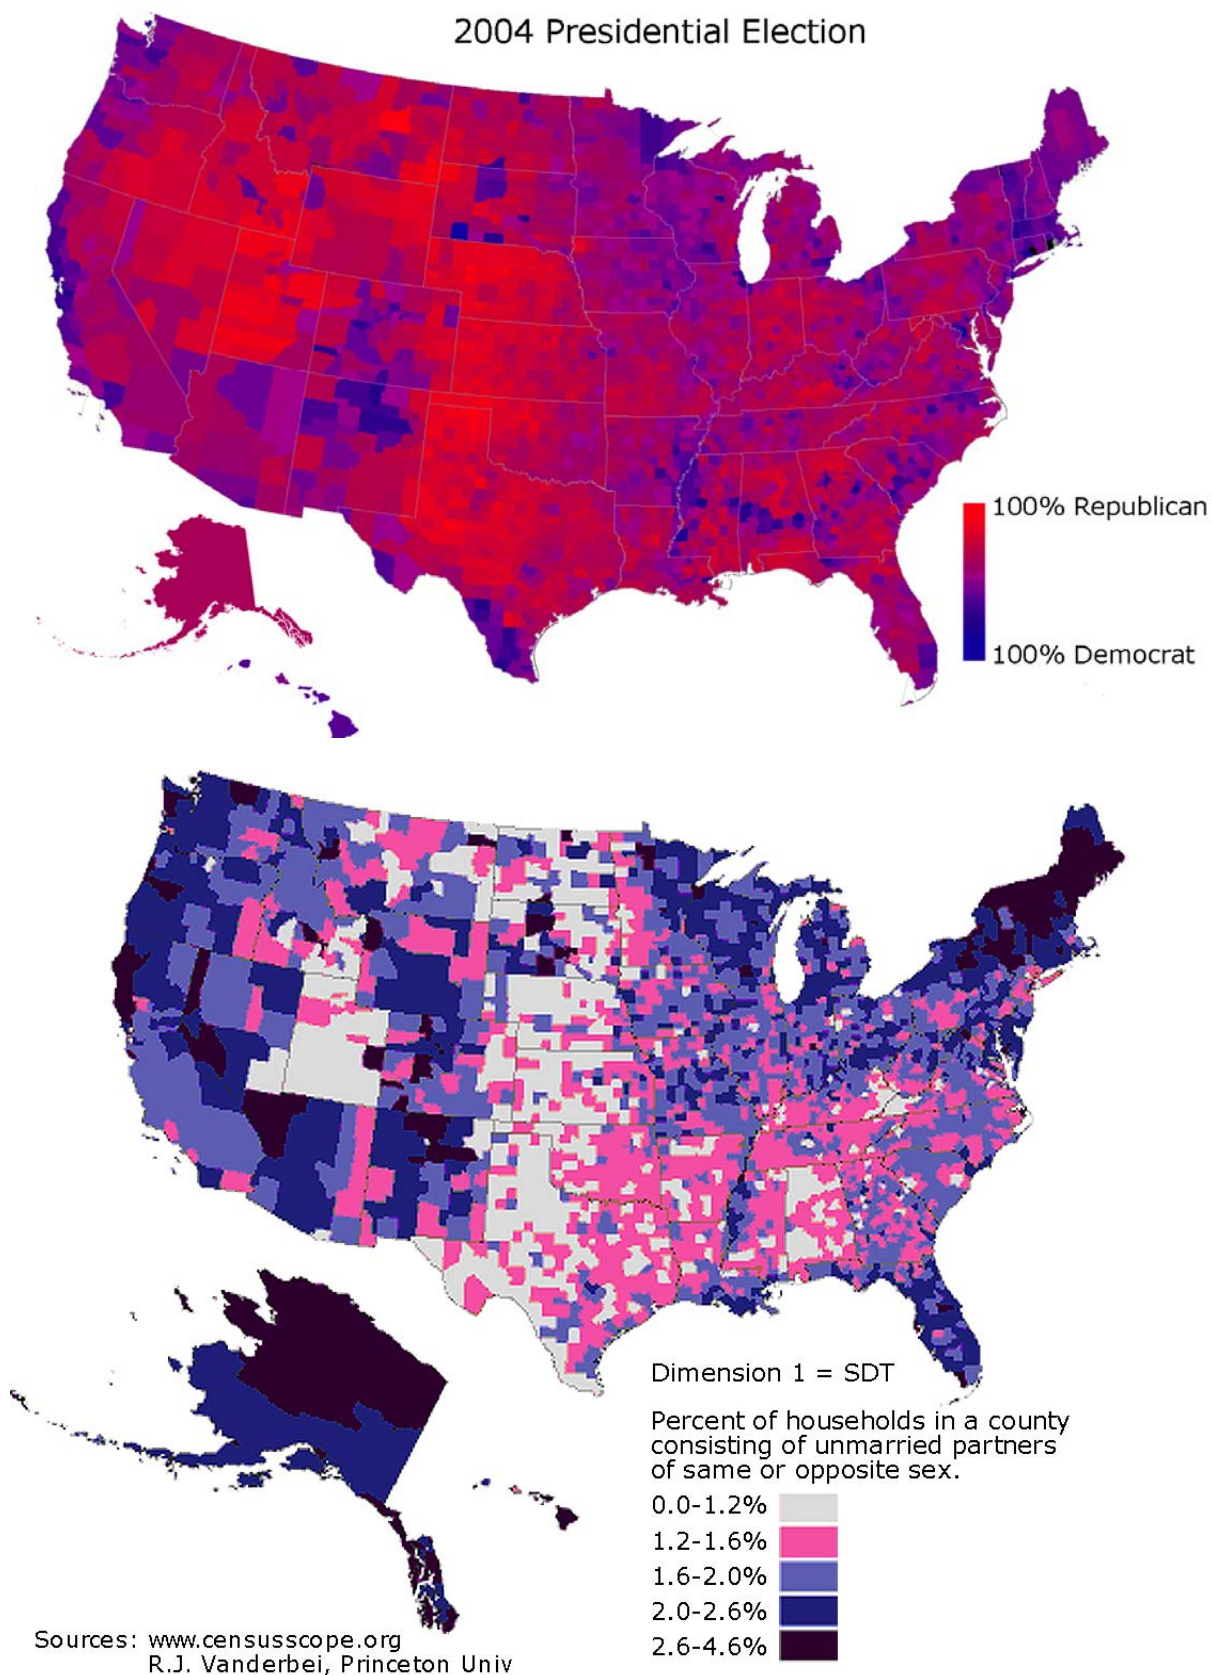 2004 Presidential Election
100% Republican
100% Democrat
Dimension 1 = SDT
Percent of households in a county
consisting of unmarried partners
of same or opposite sex.
0.0-1.2%
1.2-1.6%
1.6-2.0%
2.0-2.6%
2.6-4.6%
Sources: www.censusscope.org
R.J. Vanderbei, Princeton Univ